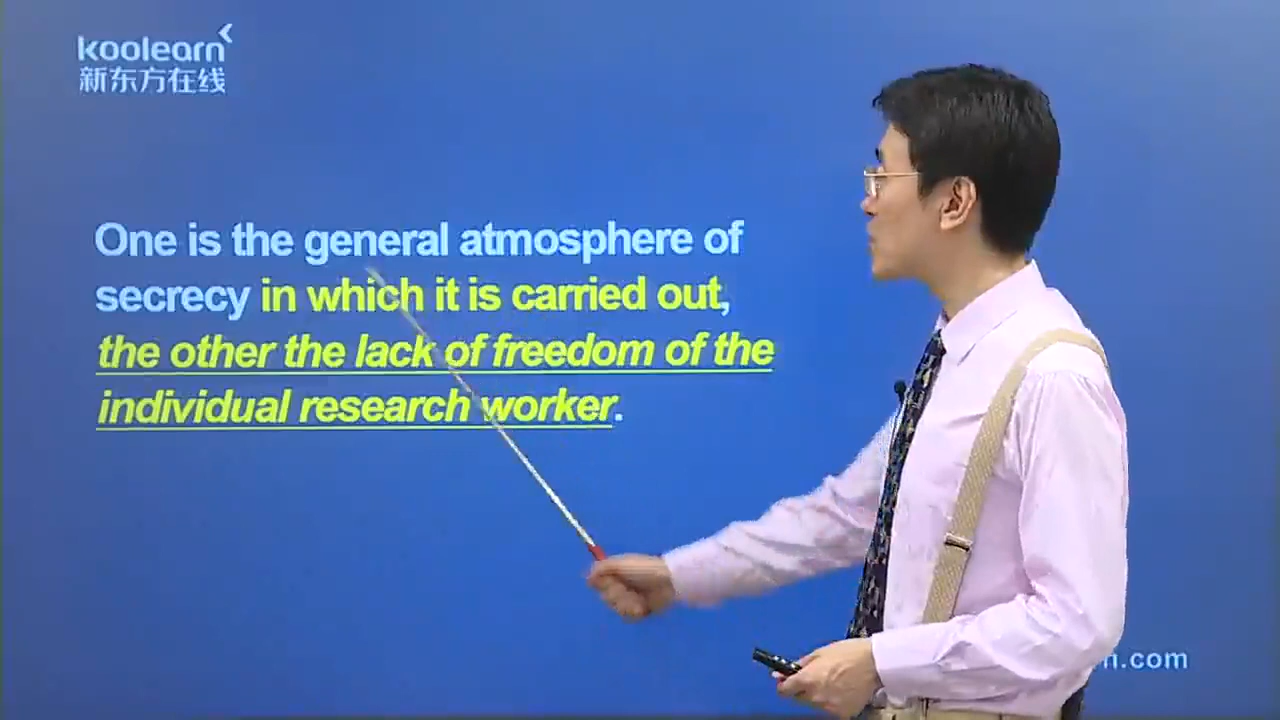 koolearn
新东方在线
One is the general atmosphere of
secrecy in which it is carried out,
the other the lack of freedom of the
individual research worker.
n.com